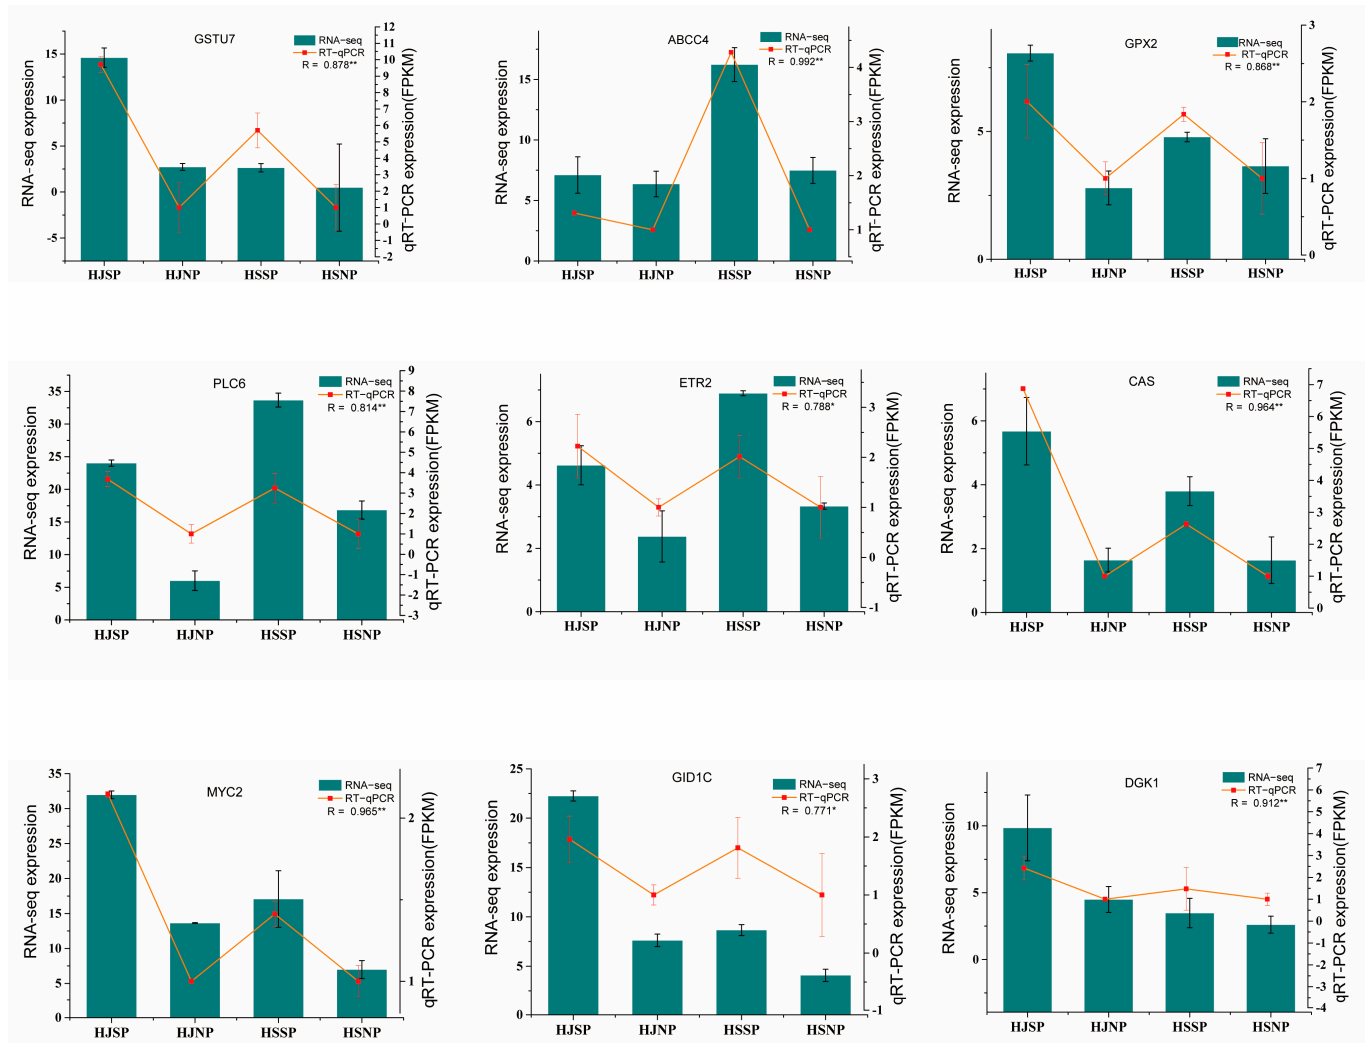 GSTU7
RNA-seq
RT-qPCR
R = 0.878**
RNA-seq expression
15
10
5
0
-5
12
11
10
9
8
7
6
5
4
3
2
1
0
-1
-2
qRT-PCR expression(FPKM)
HJSP HJNP HSSP HSNP
ABCC4
RNA-seq
RT-qPCR
R = 0.992**
RNA-seq expression
15
10
5
0
4
3
2
1
qRT-PCR expression(FPKM)
HJSP HJNP HSSP HSNP
GPX2
RNA-seq
RT-qPCR
R = 0.868**
RNA-seq expression
5
0
3
2
1
0
qRT-PCR expression(FPKM)
HJSP HJNP HSSP HSNP
PLC6
RNA-seq
RT-qPCR
R = 0.814**
RNA-seq expression
35
30
25
20
15
10
5
0
9
8
7
6
5
4
3
2
1
0
-1
-2
-3
qRT-PCR expression(FPKM)
HJSP HJNP HSSP HSNP
ETR2
RNA-seq
RT-qPCR
R = 0.788*
RNA-seq expression
6
4
2
0
3
2
1
0
-1
qRT-PCR expression(FPKM)
HJSP HJNP HSSP HSNP
CAS
RNA-seq
RT-qPCR
R = 0.964**
RNA-seq expression
6
4
2
0
7
6
5
4
3
2
1
0
qRT-PCR expression(FPKM)
HJSP HJNP HSSP HSNP
MYC2
RNA-seq
RT-qPCR
R = 0.965**
RNA-seq expression
35
30
25
20
15
10
5
0
2
1
qRT-PCR expression(FPKM)
HJSP HJNP HSSP HSNP
GID1C
RNA-seq
RT-qPCR
R = 0.771*
RNA-seq expression
25
20
15
10
5
0
3
2
1
0
-1
qRT-PCR expression(FPKM)
HJSP HJNP HSSP HSNP
DGK1
RNA-seq
RT-qPCR
R = 0.912**
RNA-seq expression
10
5
0
7
6
5
4
3
2
1
0
-1
-2
-3
-4
qRT-PCR expression(FPKM)
HJSP HJNP HSSP HSNP